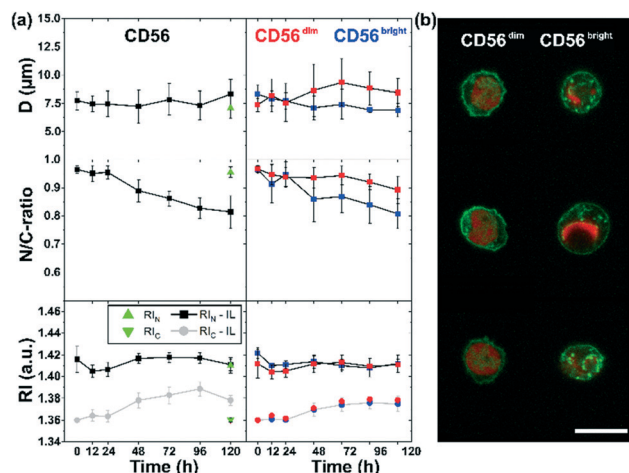 (a)
CD56
CD56dim CD56bright
D (µm)
15.0
12.5
10.0
7.5
5.0
N/C-ratio
1.0
0.9
0.8
0.7
0.6
RI (a.u.)
1.46
1.44
1.42
1.40
1.38
1.36
1.34
RIN RIN - IL
RIC RIC - IL
0 12 24 48 72 96 120
0 12 24 48 72 96 120
Time (h)
Time (h)
(b)
CD56dim CD56bright